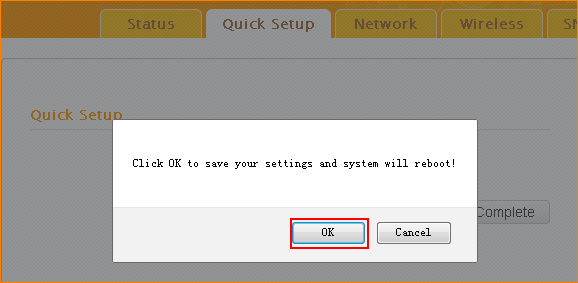 Status
Quick Setup
Network
Wireless
SN
Quick Setup
Click OK to save your settings and system will reboot!
Complete
OK
Cancel